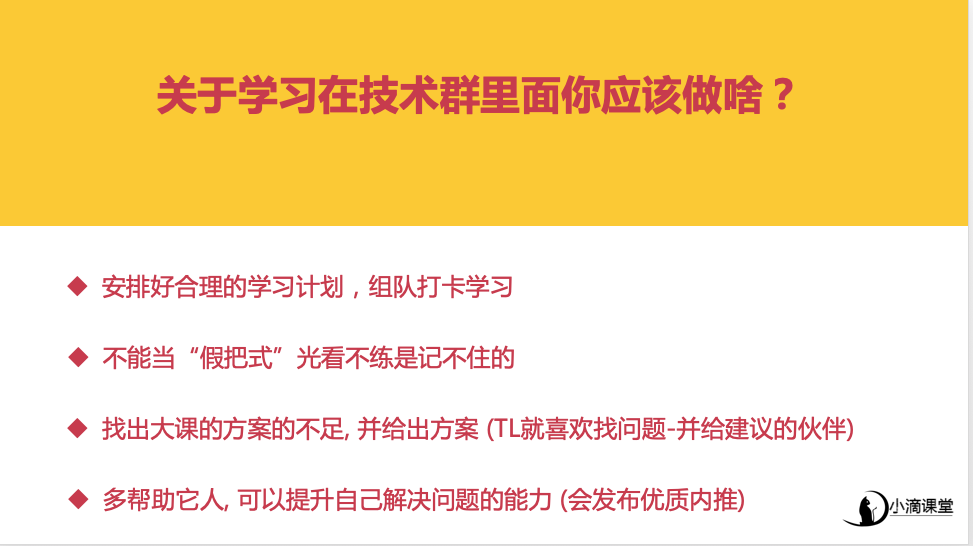 关于学习在技术群里面你应该做啥？
◆ 安排好合理的学习计划，组队打卡学习
◆ 不能当“假把式”光看不练是记不住的
◆ 找出大课的方案的不足, 并给出方案 (TL就喜欢找问题-并给建议的伙伴)
◆ 多帮助它人, 可以提升自己解决问题的能力 (会发布优质内推)
小滴课堂